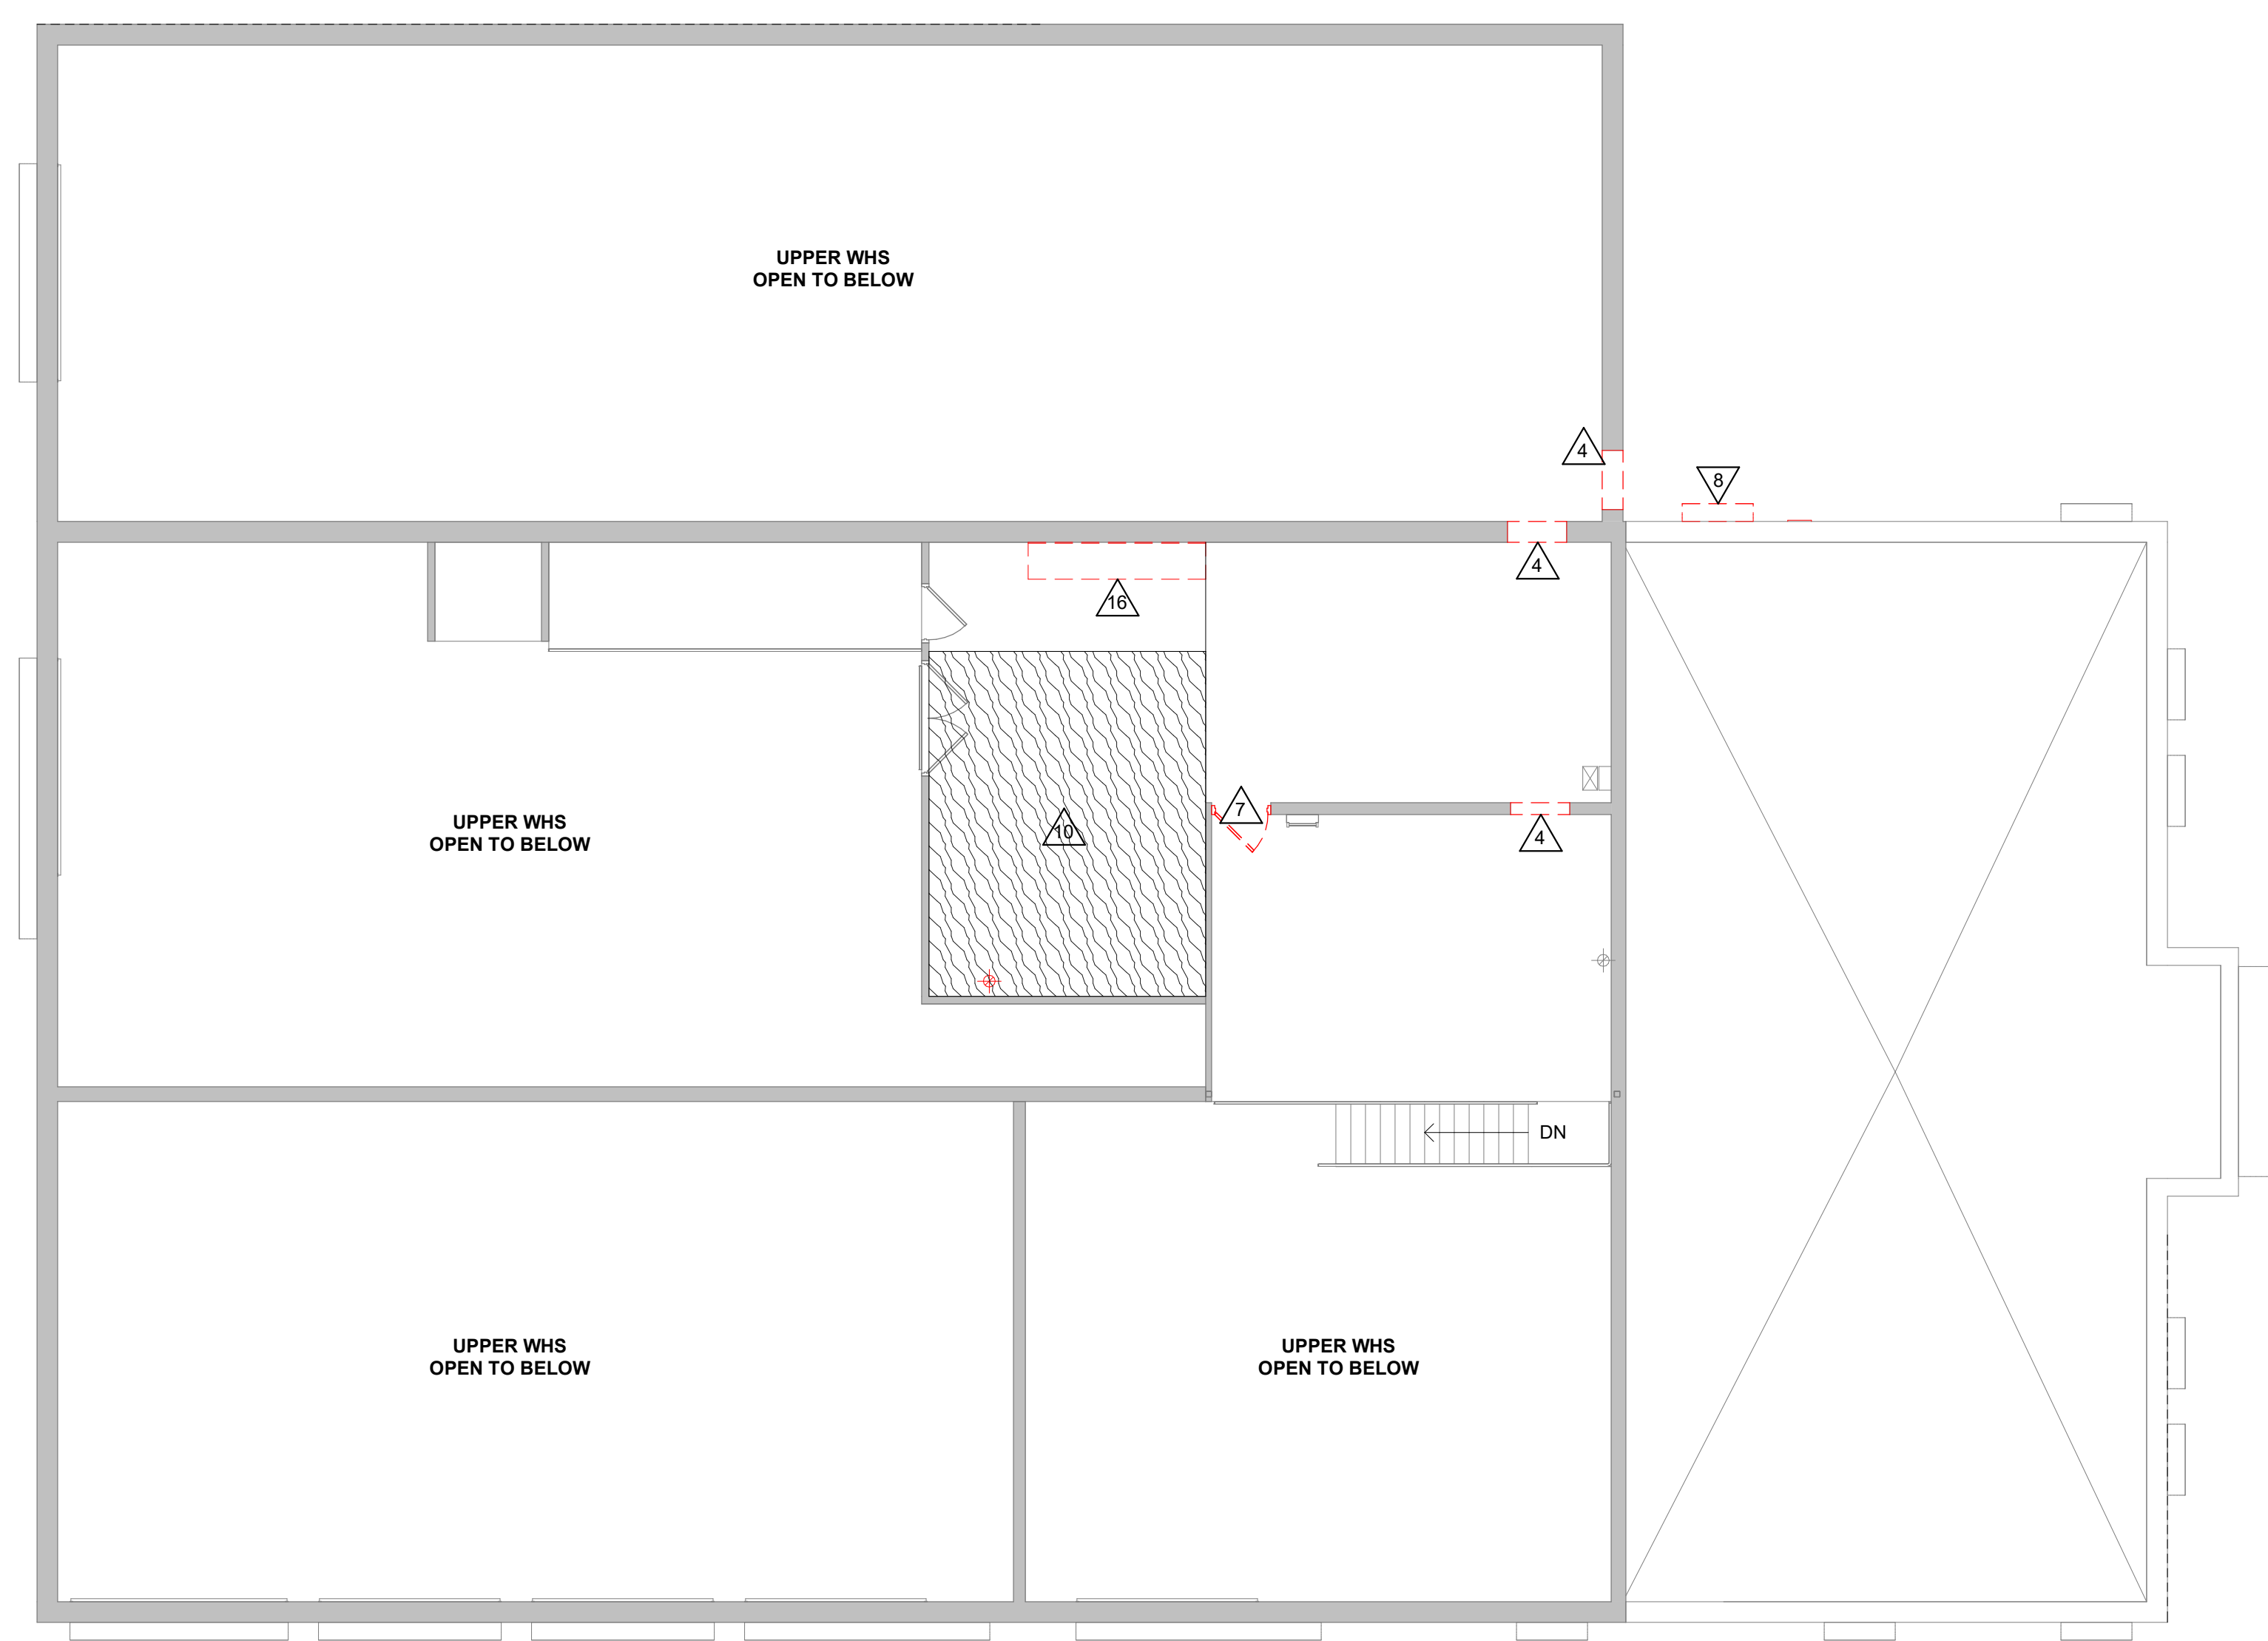 UPPER WHS
OPEN TO BELOW
4
8
4
16
7
10
4
UPPER WHS
OPEN TO BELOW
DN
UPPER WHS
OPEN TO BELOW
UPPER WHS
OPEN TO BELOW